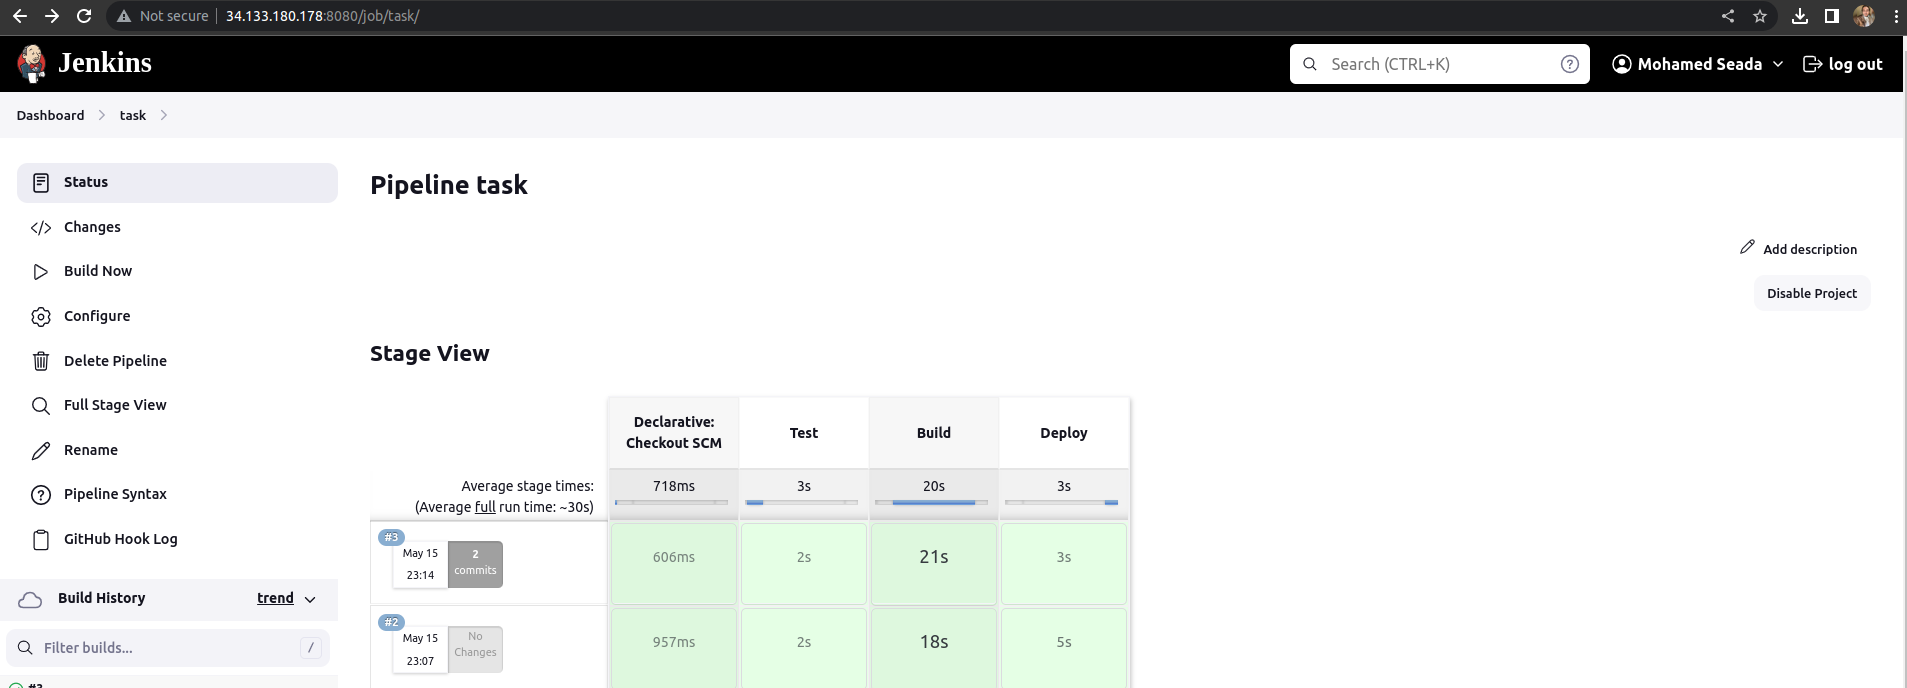 Not secure 34.133.180.178:8080/job/task/
Jenkins
Search (CTRL+K)
?
Mohamed Seada
log out
Dashboard
task
Status
Changes
Build Now
Configure
Delete Pipeline
Full Stage View
Rename
Pipeline Syntax
GitHub Hook Log
Build History
trend
Filter builds...
/
#3
Pipeline task
Add description
Disable Project
Stage View
Declarative:
Checkout SCM
Test
Build
Deploy
Average stage times:
(Average full run time: ~30s)
718ms
3s
20s
3s
#3
May 15
23:14
2
commits
606ms
2s
21s
3s
#2
May 15
23:07
No
Changes
957ms
2s
18s
5s